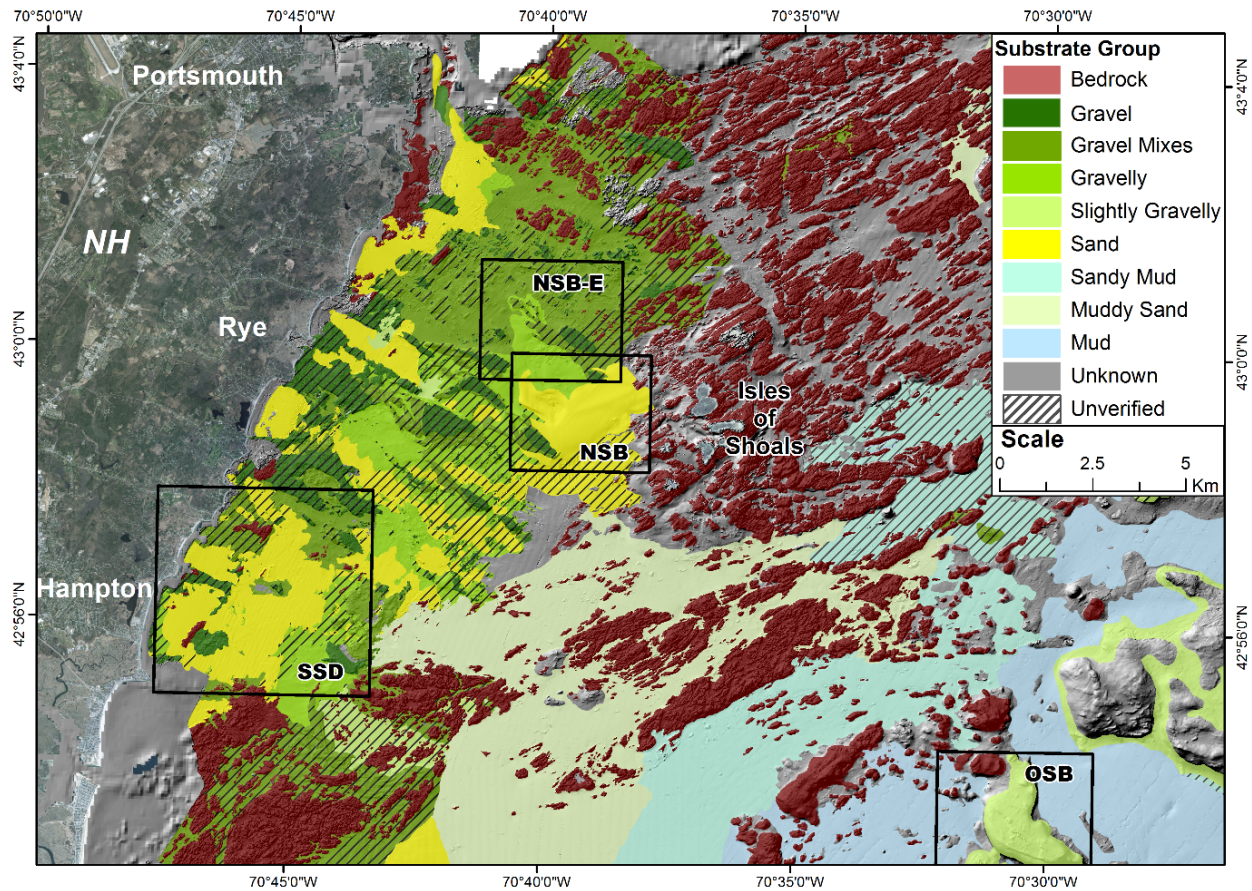 70°50'0"W 70°45'0"W 70°40'0"W 70°35'0"W 70°30'0"W
43°4'0"N
43°4'0"N
Portsmouth
NH
Rye
43°0'0"N
43°0'0"N
Hampton
42°56'0"N
42°56'0"N
NSB-E
NSB
SSD
OSB
Isles
of
Shoals
Substrate Group
Bedrock
Gravel
Gravel Mixes
Gravelly
Slightly Gravelly
Sand
Sandy Mud
Muddy Sand
Mud
Unknown
Unverified
Scale
0 2.5 5
Km
70°45'0"W 70°40'0"W 70°35'0"W 70°30'0"W